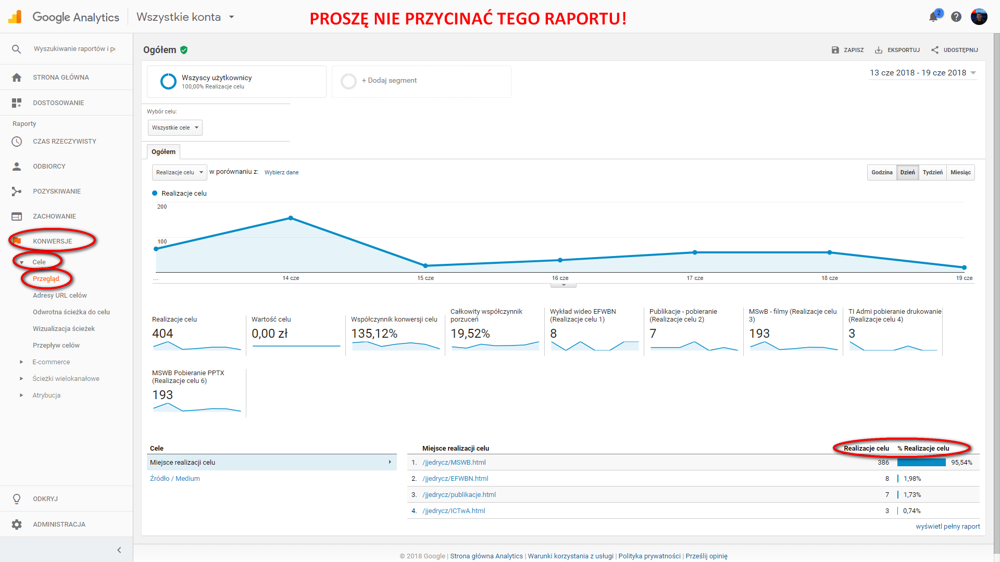 Google Analytics
Wszystkie konta
PROSZĘ NIE PRZYCINAĆ TEGO RAPORTU!
2
Wyszukiwanie raportów i
STRONA GŁÓWNA
DOSTOSOWANIE
Raporty
CZAS RZECZYWISTY
ODBIORCY
POZYSKIWANIE
ZACHOWANIE
KONWERSJE
Cele
Przegląd
Adresy URL celów
Odwrotna ścieżka do celu
Wizualizacja ścieżek
Przepływ celów
E-commerce
Ścieżki wielokanałowe
Atrybucja
ODKRYJ
ADMINISTRACJA
Ogółem
ZAPISZ
EKSPORTUJ
UDOSTĘPNIJ
Wszyscy użytkownicy
100,00% Realizacje celu
+ Dodaj segment
13 cze 2018 - 19 cze 2018
Wybór celu:
Wszystkie cele
Ogółem
Realizacje celu w porównaniu z: Wybierz dane
Godzina Dzień Tydzień Miesiąc
Realizacje celu
200
100
... 14 cze 15 cze 16 cze 17 cze 18 cze 19 cze
Realizacje celu
404
Wartość celu
0,00 zł
Współczynnik konwersji celu
135,12%
Całkowity współczynnik
porzuceń
19,52%
Wykład wideo EFWBN
(Realizacje celu 1)
8
Publikacje - pobieranie
(Realizacje celu 2)
7
MSwB - filmy (Realizacje celu
3)
193
TI Admi pobieranie drukowanie
(Realizacje celu 4)
3
MSWB Pobieranie PPTX
(Realizacje celu 6)
193
Cele
Miejsce realizacji celu
Źródło / Medium
Miejsce realizacji celu Realizacje celu % Realizacje celu
1. /jjedrycz/MSWB.html 386 95,54%
2. /jjedrycz/EFWBN.html 8 1,98%
3. /jjedrycz/publikacje.html 7 1,73%
4. /jjedrycz/ICTwA.html 3 0,74%
wyświetl pełny raport
© 2018 Google | Strona główna Analytics | Warunki korzystania z usługi | Polityka prywatności | Prześlij opinię